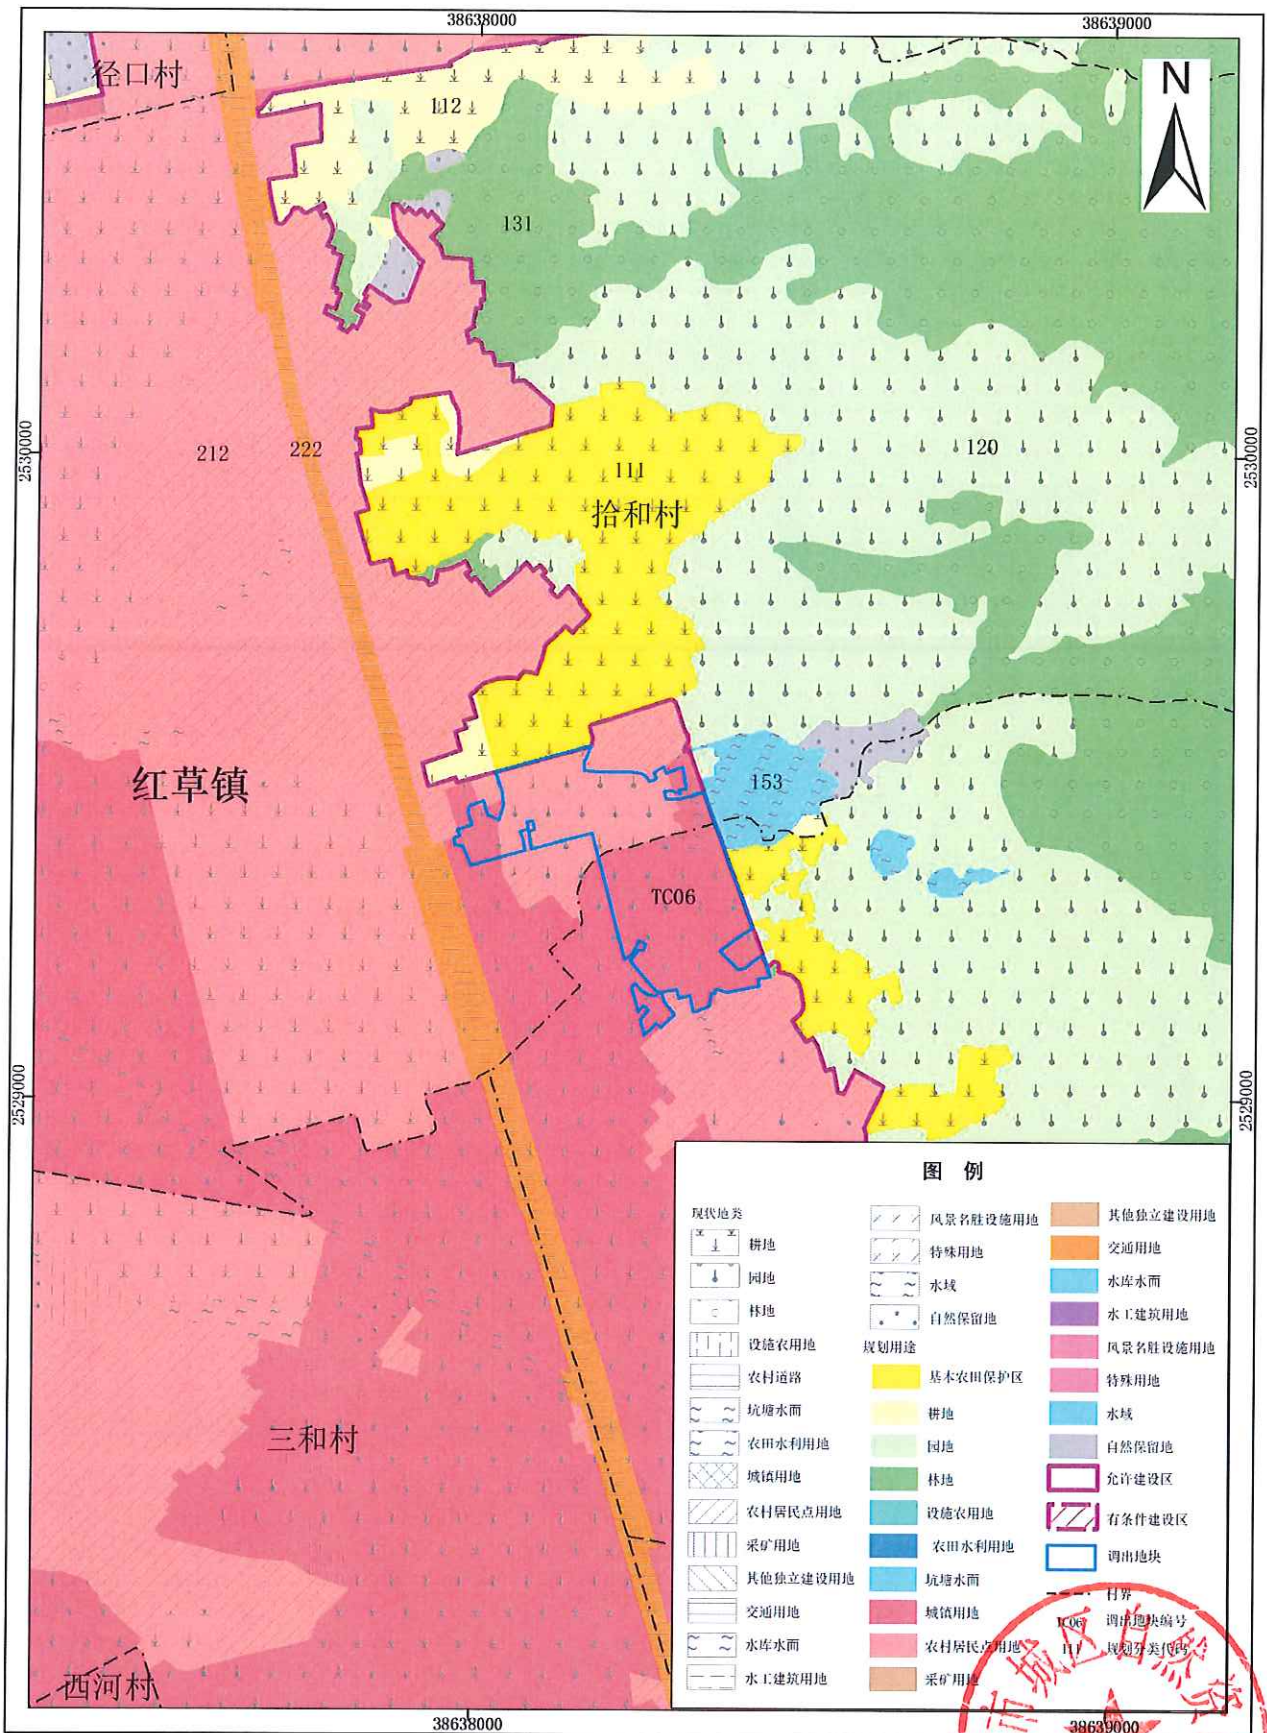 38638000
38639000
径口村
N
112
131
2530000
2530000
212
222
111
120
拾和村
红草镇
153
TC06
2529000
2529000
三和村
西河村
图 例
现状地类
耕地
园地
林地
设施农用地
农村道路
坑塘水面
农田水利用地
城镇用地
农村居民点用地
采矿用地
其他独立建设用地
交通用地
水库水面
水工建筑用地
风景名胜设施用地
特殊用地
水域
自然保留地
规划用途
基本农田保护区
耕地
园地
林地
设施农用地
农田水利用地
坑塘水面
城镇用地
农村居民点用地
采矿用地
其他独立建设用地
交通用地
水库水面
水工建筑用地
风景名胜设施用地
特殊用地
水域
自然保留地
允许建设区
有条件建设区
调出地块
村界
TC06 调出地块编号
111 规划分类代码
市城区自然资
38638000
38639000